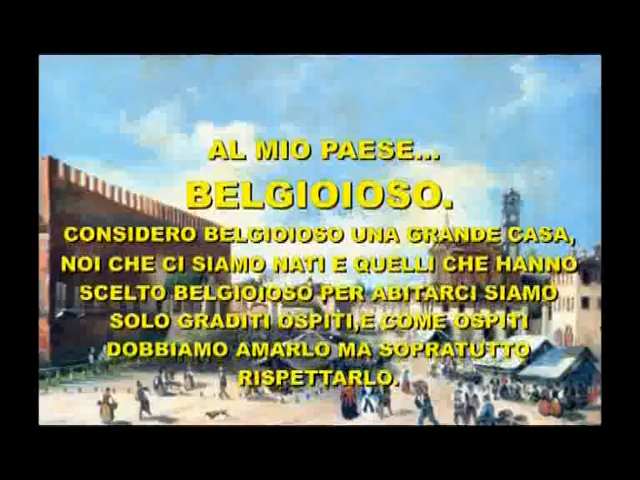 AL MIO PAESE...
BELGIOIOSO.
CONSIDERO BELGIOIOSO UNA GRANDE CASA,
NOI CHE CI SIAMO NATI E QUELLI CHE HANNO
SCELTO BELGIOIOSO PER ABITARCI SIAMO
SOLO GRADITI OSPITI,E COME OSPITI
DOBBIAMO AMARLO MA SOPRATUTTO
RISPETTARLO.